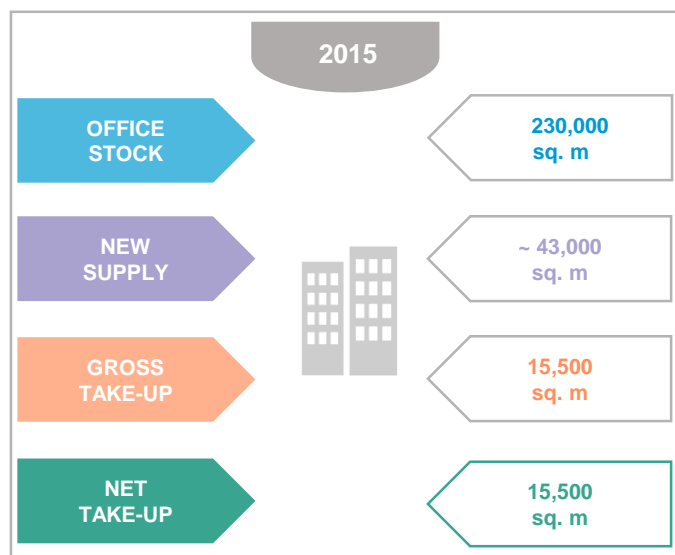 2015
OFFICE
STOCK
230,000
sq. m
NEW
SUPPLY
~ 43,000
sq. m
GROSS
TAKE-UP
15,500
sq. m
NET
TAKE-UP
15,500
sq. m